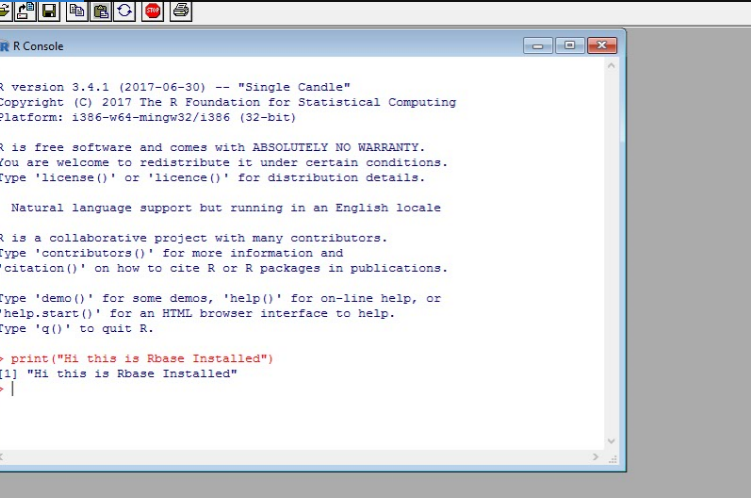 STOP
R R Console
R version 3.4.1 (2017-06-30) -- "Single Candle"
Copyright (C) 2017 The R Foundation for Statistical Computing
Platform: i386-w64-mingw32/i386 (32-bit)
R is free software and comes with ABSOLUTELY NO WARRANTY.
You are welcome to redistribute it under certain conditions.
Type 'license()' or 'licence()' for distribution details.
Natural language support but running in an English locale
R is a collaborative project with many contributors.
Type 'contributors()' for more information and
'citation()' on how to cite R or R packages in publications.
Type 'demo()' for some demos, 'help()' for on-line help, or
'help.start()' for an HTML browser interface to help.
Type 'q()' to quit R.
> print("Hi this is Rbase Installed")
[1] "Hi this is Rbase Installed"
>